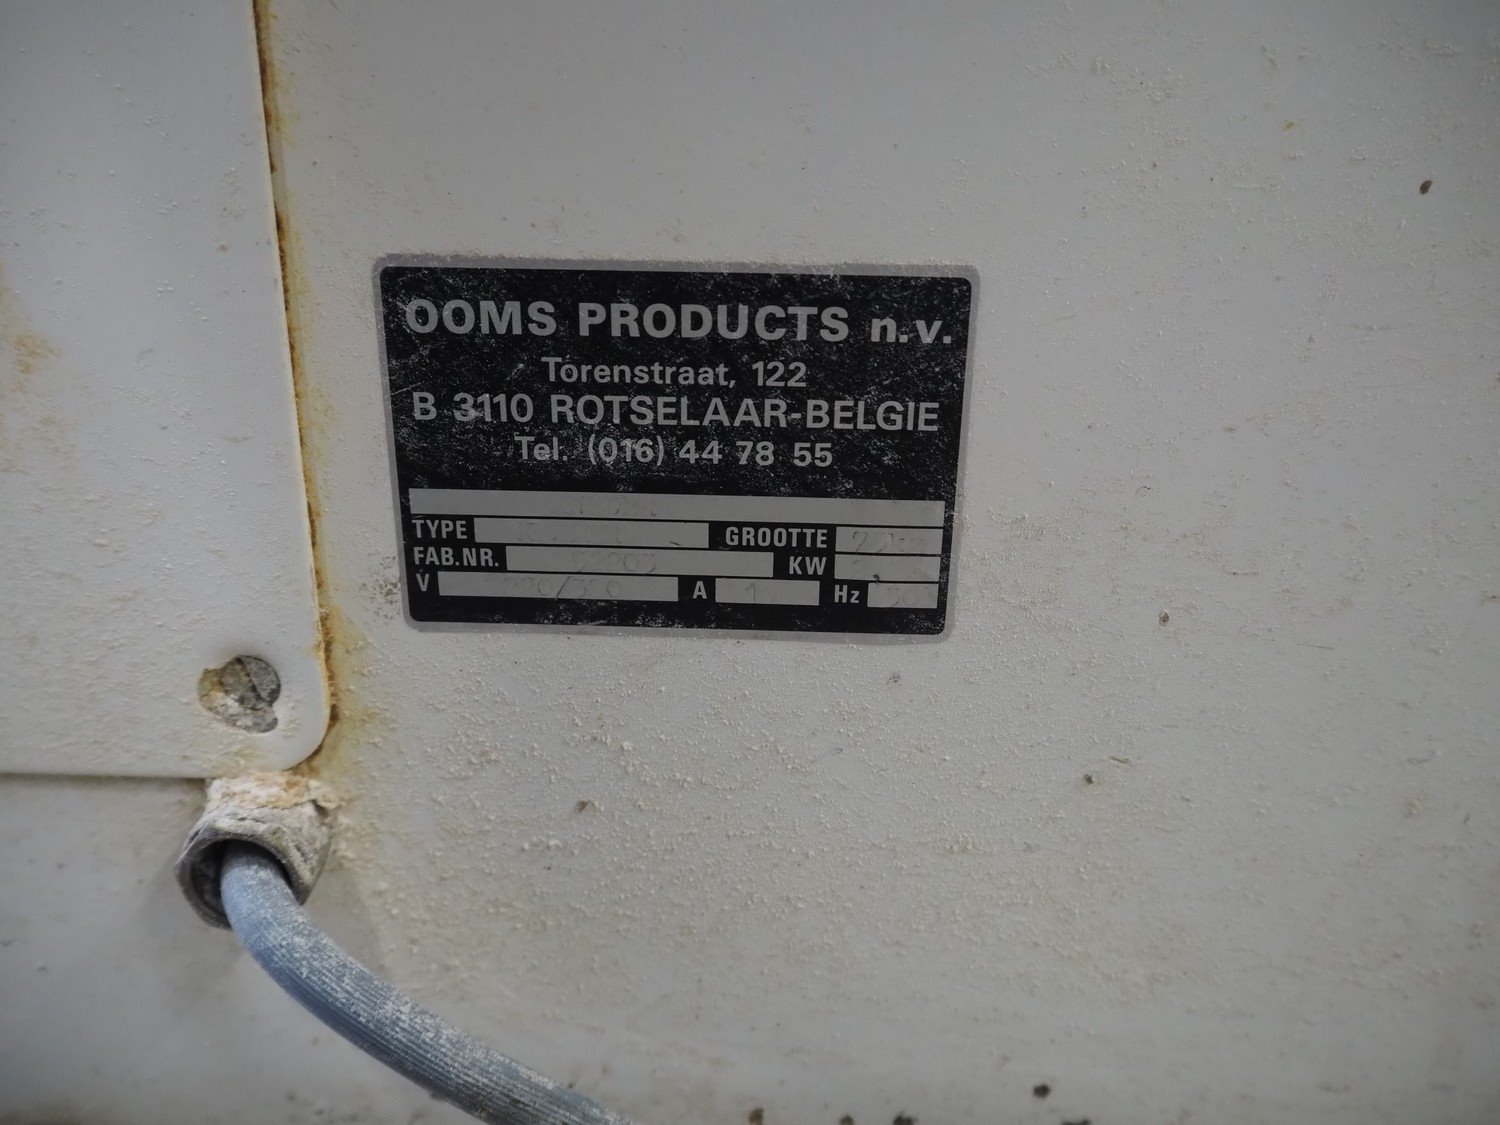 OOMS PRODUCTS n.v.
Torenstraat, 122
B 3110 ROTSELAAR-BELGIE
Tel. (016) 44 78 55
TYPE GROOTTE
FAB.NR. KW
V A Hz